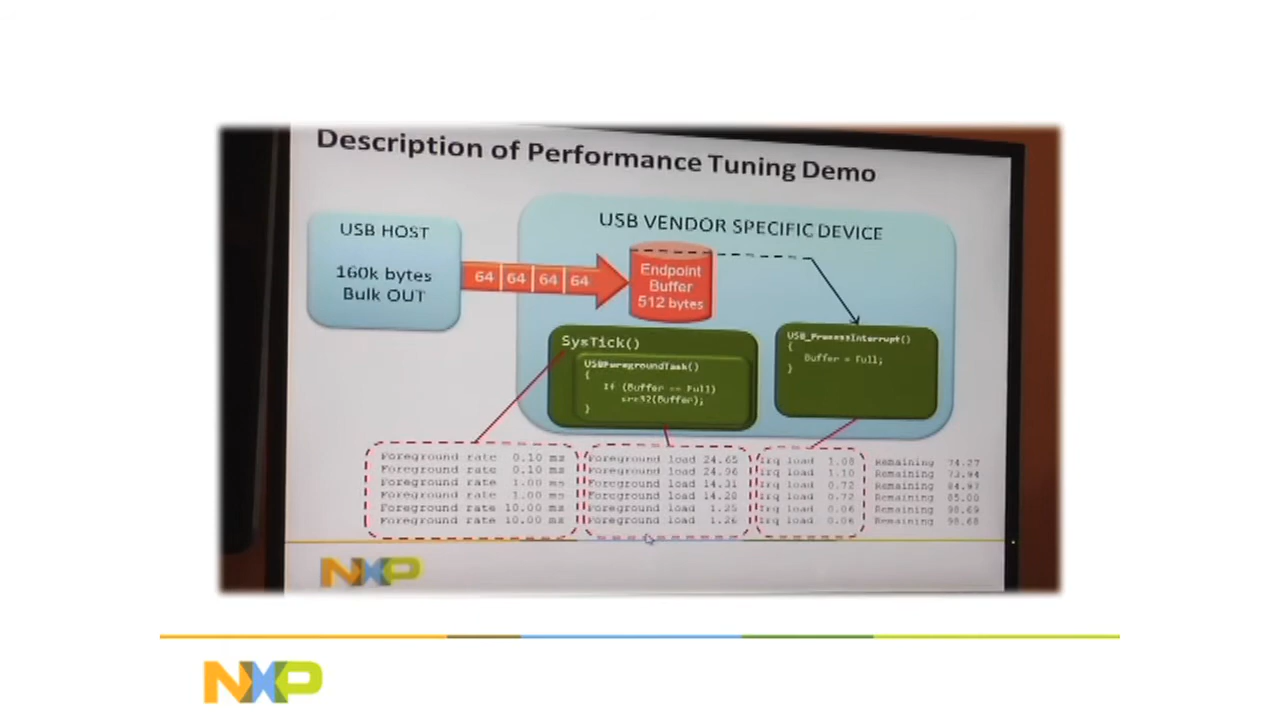 Description of Performance Tuning Demo
USB HOST
160k bytes
Bulk OUT
64 64 64 64
USB VENDOR SPECIFIC DEVICE
Endpoint
Buffer
512 bytes
SysTick()
USBForegroundTask()
{
If (Buffer == Full)
crc32(Buffer);
}
USB_ProcessInterrupt()
{
Buffer = Full;
}
Foreground rate 0.10 ms Foreground load 24.65 Irq load 1.08 Remaining 74.27
Foreground rate 0.10 ms Foreground load 24.96 Irq load 1.10 Remaining 73.94
Foreground rate 1.00 ms Foreground load 14.31 Irq load 0.72 Remaining 84.97
Foreground rate 1.00 ms Foreground load 14.28 Irq load 0.72 Remaining 85.00
Foreground rate 10.00 ms Foreground load 1.25 Irq load 0.06 Remaining 98.69
Foreground rate 10.00 ms Foreground load 1.26 Irq load 0.06 Remaining 98.68
NXP
NXP